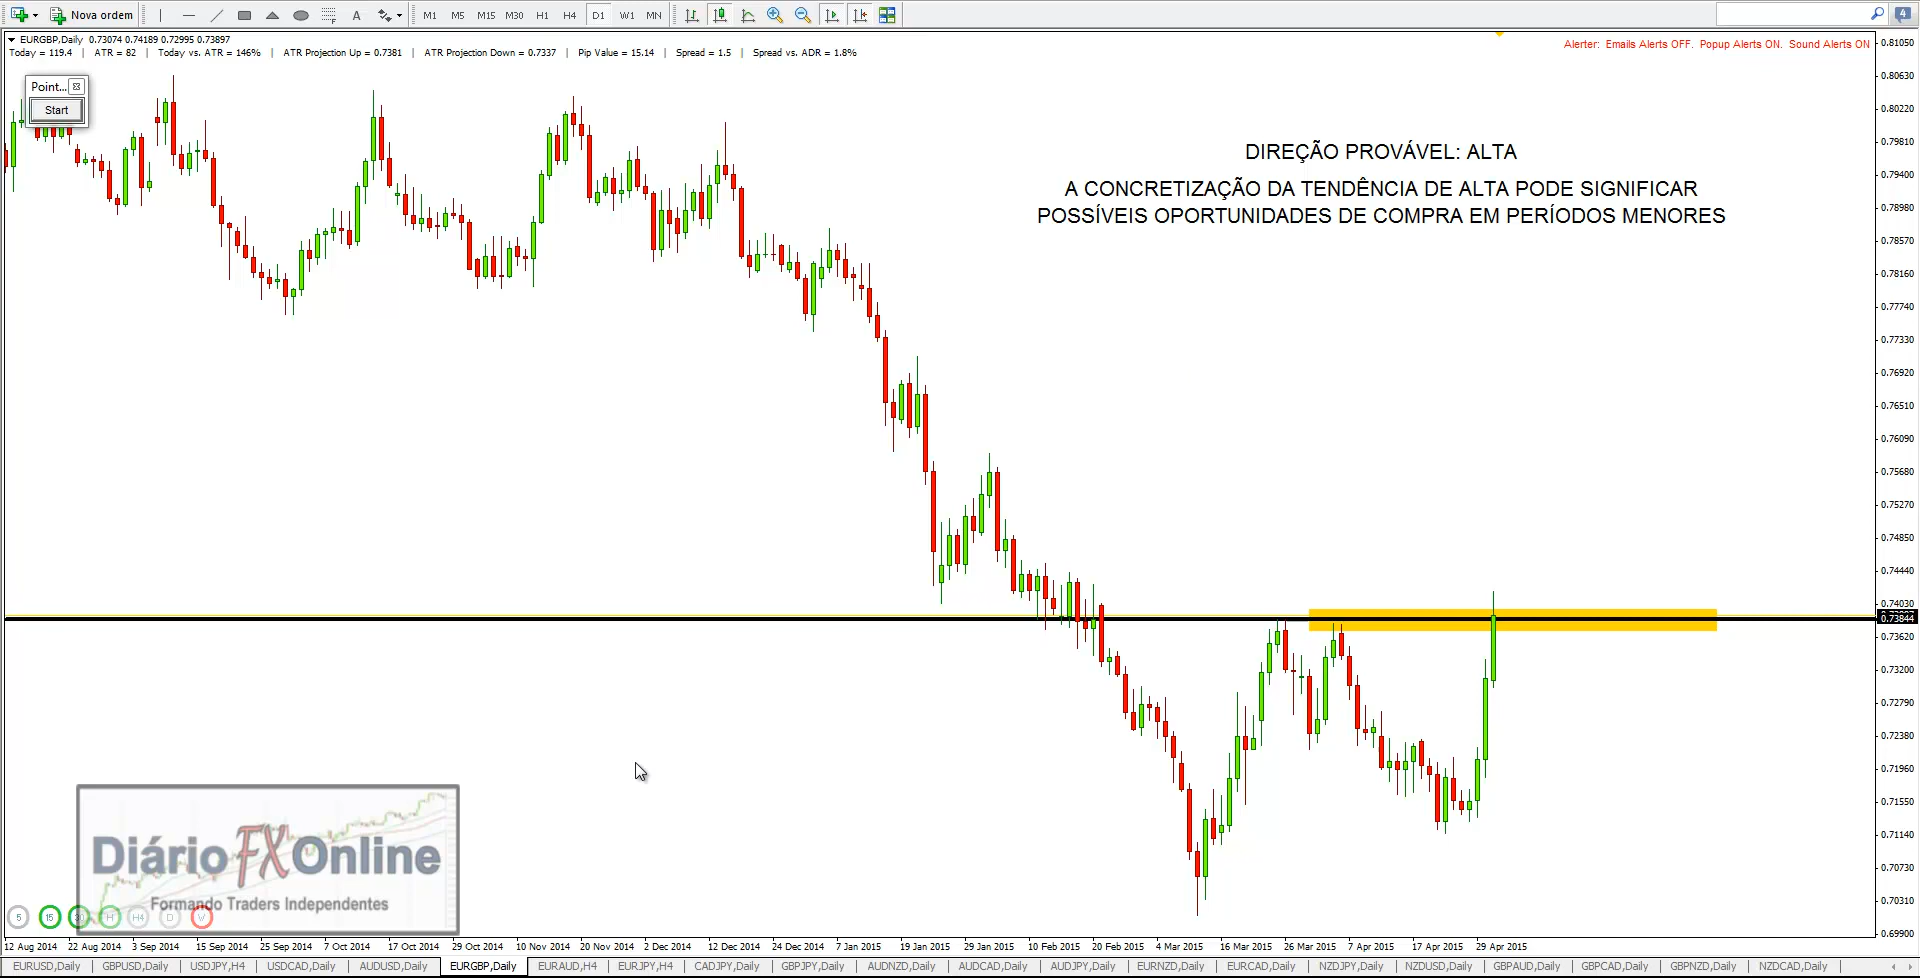 Nova ordem A M1 M5 M15 M30 H1 H4 D1 W1 MN 4
EURGBP,Daily 0.73074 0.74189 0.72995 0.73897
Today = 119.4 | ATR = 82 | Today vs. ATR = 146% | ATR Projection Up = 0.7381 | ATR Projection Down = 0.7337 | Pip Value = 15.14 | Spread = 1.5 | Spread vs. ADR = 1.8%
Alerter: Emails Alerts OFF. Popup Alerts ON. Sound Alerts ON
Point...
Start
DIREÇÃO PROVÁVEL: ALTA
A CONCRETIZAÇÃO DA TENDÊNCIA DE ALTA PODE SIGNIFICAR
POSSÍVEIS OPORTUNIDADES DE COMPRA EM PERÍODOS MENORES
0.81050
0.80630
0.80220
0.79810
0.79400
0.78980
0.78570
0.78160
0.77740
0.77330
0.76920
0.76510
0.76090
0.75680
0.75270
0.74850
0.74440
0.74030
0.73844
0.73620
0.73200
0.72790
0.72380
0.71960
0.71550
0.71140
0.70730
0.70310
0.69900
Diário FX Online
Formando Traders Independentes
5 15 30 H H4 D W
12 Aug 2014 22 Aug 2014 3 Sep 2014 15 Sep 2014 25 Sep 2014 7 Oct 2014 17 Oct 2014 29 Oct 2014 10 Nov 2014 20 Nov 2014 2 Dec 2014 12 Dec 2014 24 Dec 2014 7 Jan 2015 19 Jan 2015 29 Jan 2015 10 Feb 2015 20 Feb 2015 4 Mar 2015 16 Mar 2015 26 Mar 2015 7 Apr 2015 17 Apr 2015 29 Apr 2015
EURUSD,Daily GBPUSD,Daily USDJPY,H4 USDCAD,Daily AUDUSD,Daily EURGBP,Daily EURAUD,H4 EURJPY,H4 CADJPY,Daily GBPJPY,Daily AUDNZD,Daily AUDCAD,Daily AUDJPY,Daily EURNZD,Daily EURCAD,Daily NZDJPY,Daily NZDUSD,Daily GBPAUD,Daily GBPCAD,Daily GBPNZD,Daily NZDCAD,Daily